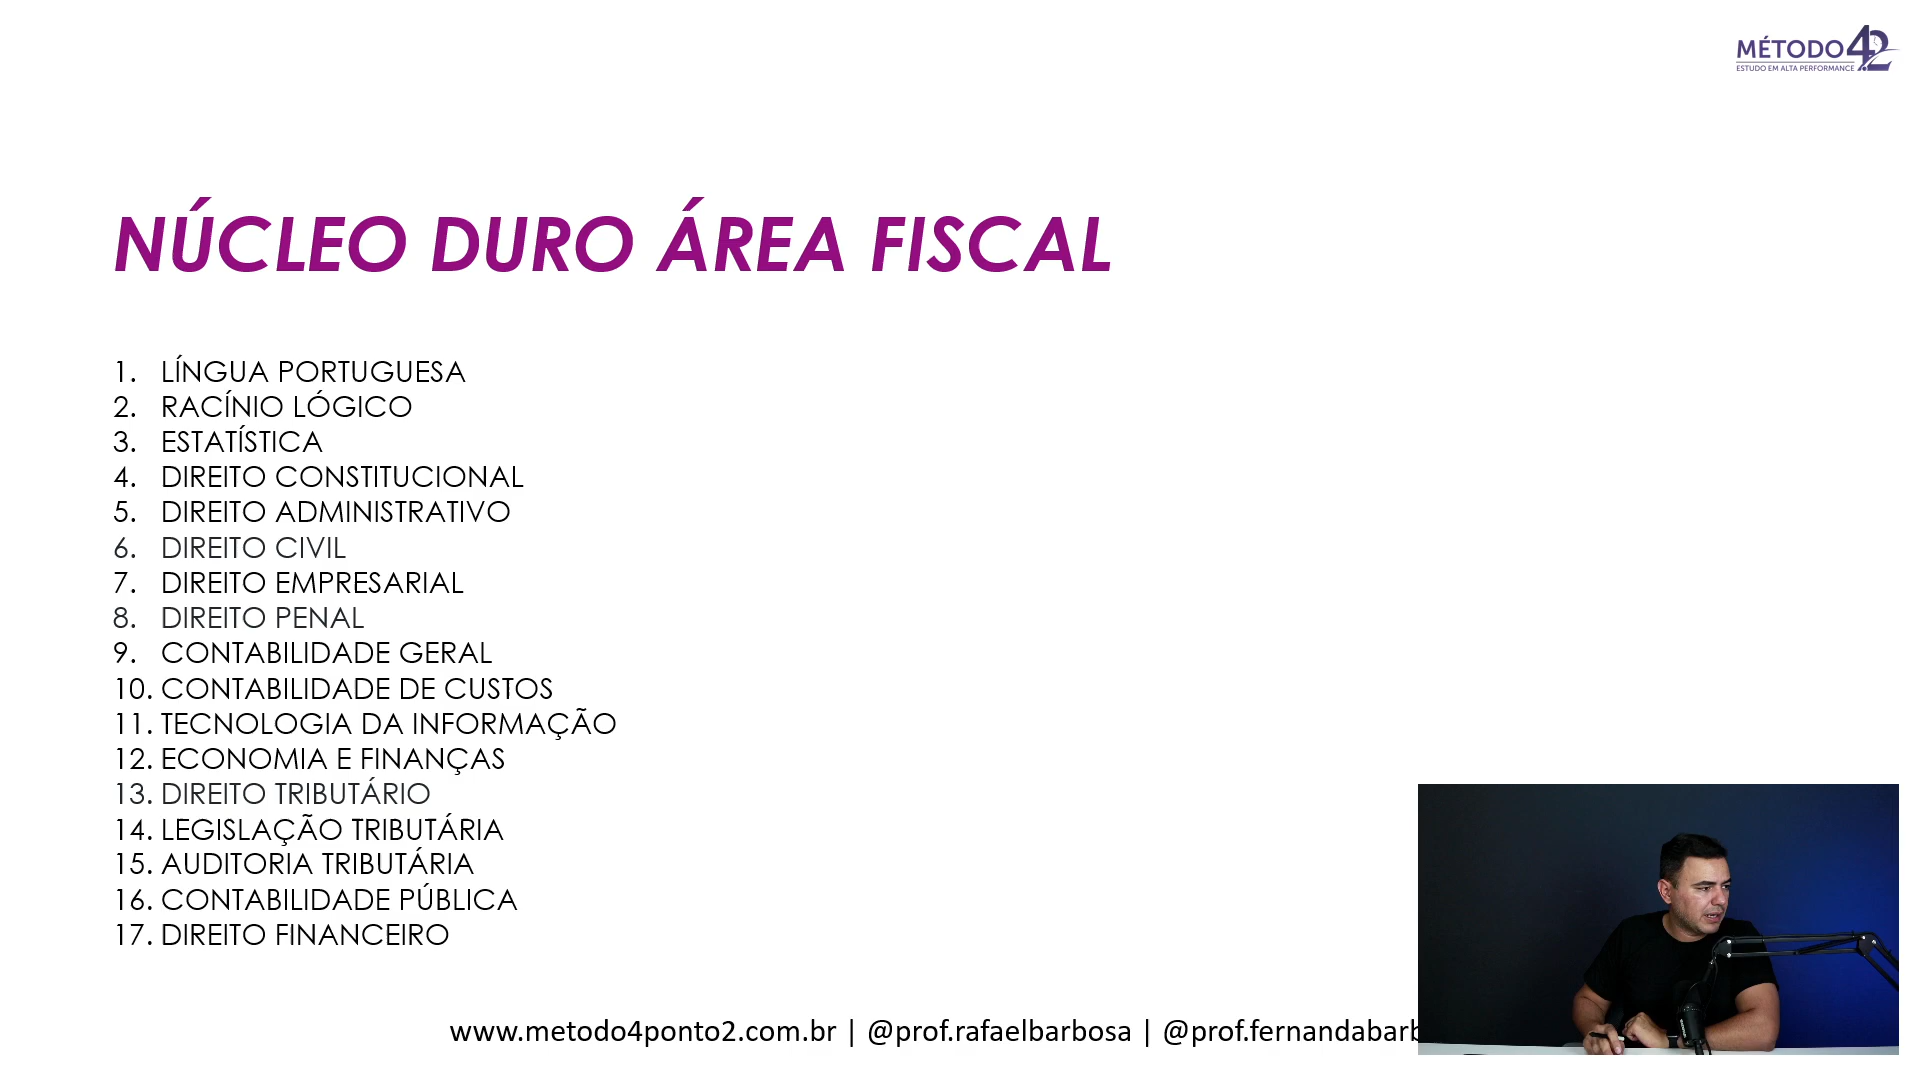 MÉTODO 4.2
ESTUDO EM ALTA PERFORMANCE
NÚCLEO DURO ÁREA FISCAL
1. LÍNGUA PORTUGUESA
2. RACÍNIO LÓGICO
3. ESTATÍSTICA
4. DIREITO CONSTITUCIONAL
5. DIREITO ADMINISTRATIVO
6. DIREITO CIVIL
7. DIREITO EMPRESARIAL
8. DIREITO PENAL
9. CONTABILIDADE GERAL
10. CONTABILIDADE DE CUSTOS
11. TECNOLOGIA DA INFORMAÇÃO
12. ECONOMIA E FINANÇAS
13. DIREITO TRIBUTÁRIO
14. LEGISLAÇÃO TRIBUTÁRIA
15. AUDITORIA TRIBUTÁRIA
16. CONTABILIDADE PÚBLICA
17. DIREITO FINANCEIRO
www.metodo4ponto2.com.br | @prof.rafaelbarbosa | @prof.fernandabarb